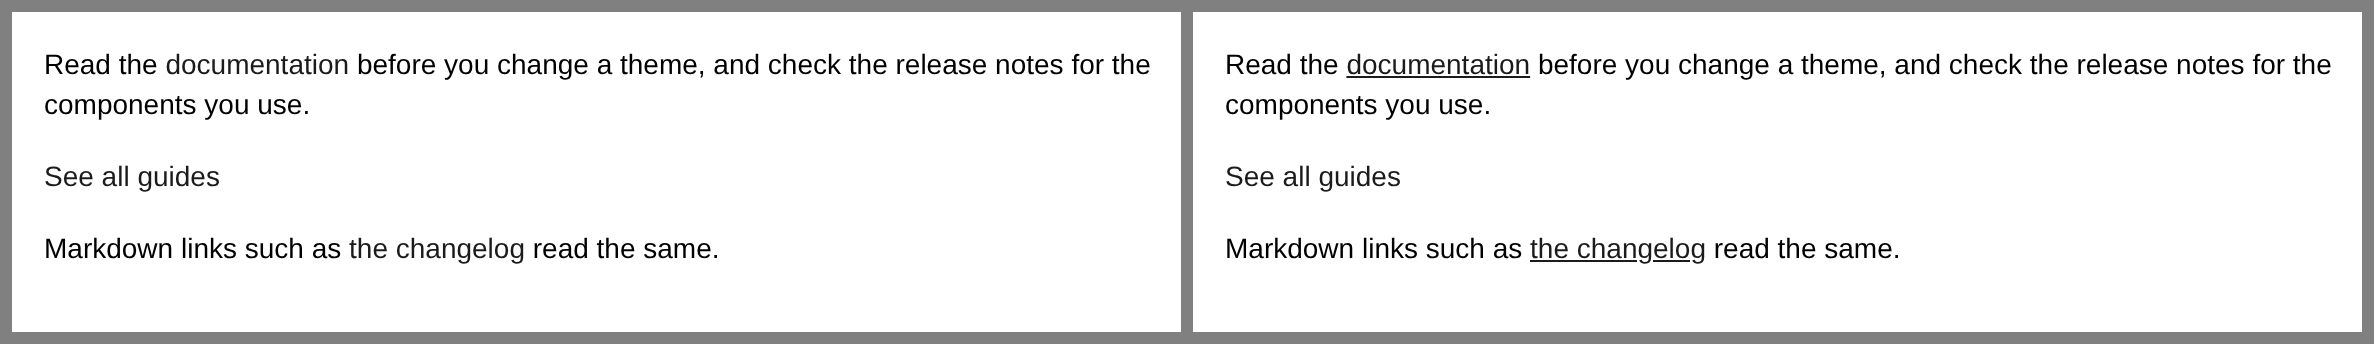 Read the documentation before you change a theme, and check the release notes for the
components you use.
See all guides
Markdown links such as the changelog read the same.
Read the documentation before you change a theme, and check the release notes for the
components you use.
See all guides
Markdown links such as the changelog read the same.